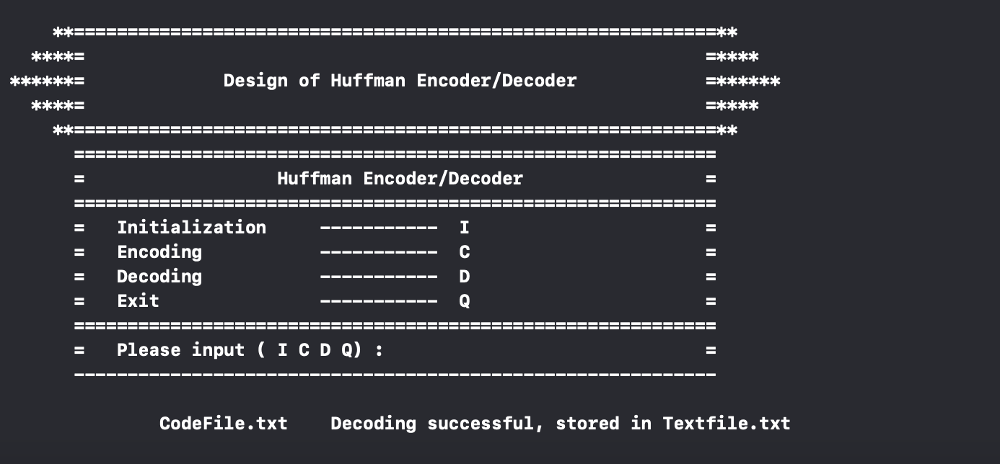 **============================================================**
****=                                                          =****
******=             Design of Huffman Encoder/Decoder            =******
****=                                                          =****
**============================================================**
============================================================
=                  Huffman Encoder/Decoder                 =
============================================================
=   Initialization     -----------  I                      =
=   Encoding           -----------  C                      =
=   Decoding           -----------  D                      =
=   Exit               -----------  Q                      =
============================================================
=   Please input ( I C D Q) :                              =
------------------------------------------------------------
CodeFile.txt    Decoding successful, stored in Textfile.txt